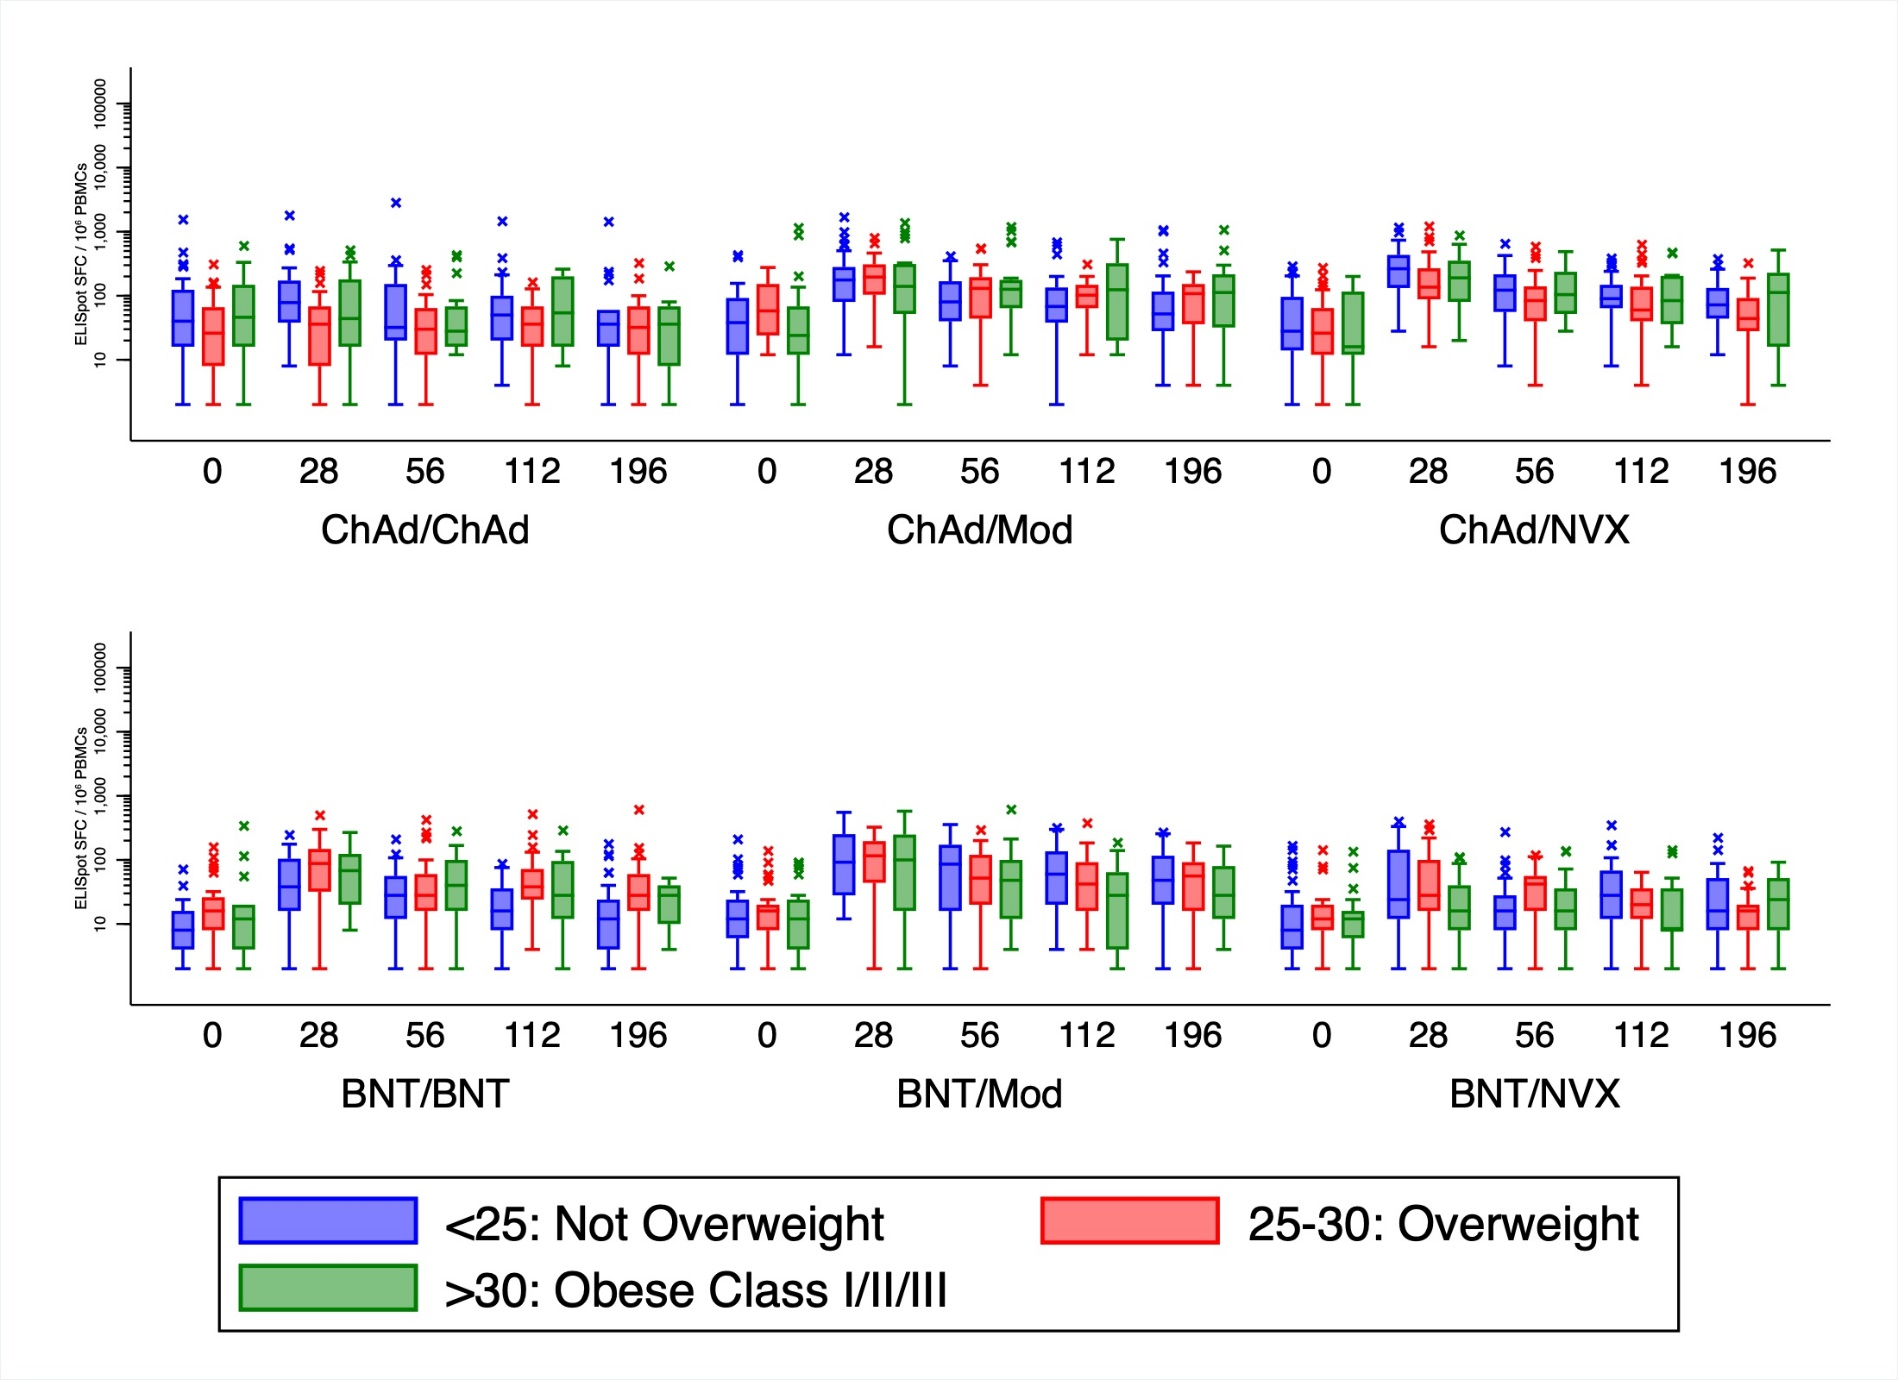 ELISpot SFC / 10⁶ PBMCs
100000
10,000
1,000
100
10
0 28 56 112 196 0 28 56 112 196 0 28 56 112 196
ChAd/ChAd ChAd/Mod ChAd/NVX
ELISpot SFC / 10⁶ PBMCs
100000
10,000
1,000
100
10
0 28 56 112 196 0 28 56 112 196 0 28 56 112 196
BNT/BNT BNT/Mod BNT/NVX
<25: Not Overweight 25-30: Overweight
>30: Obese Class I/II/III